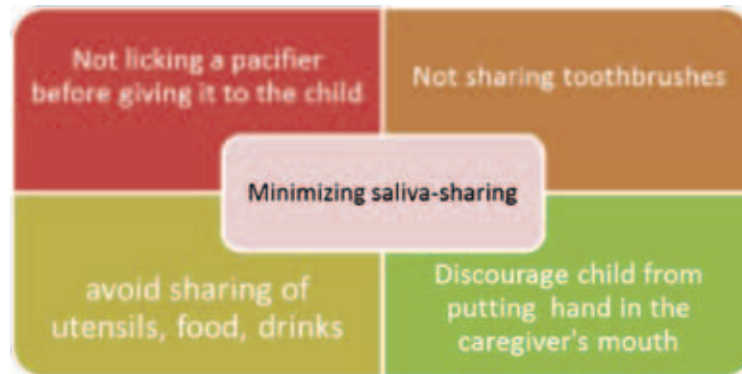 Not licking a pacifier
before giving it to the child
Not sharing toothbrushes
Minimizing saliva-sharing
avoid sharing of
utensils, food, drinks
Discourage child from
putting hand in the
caregiver's mouth